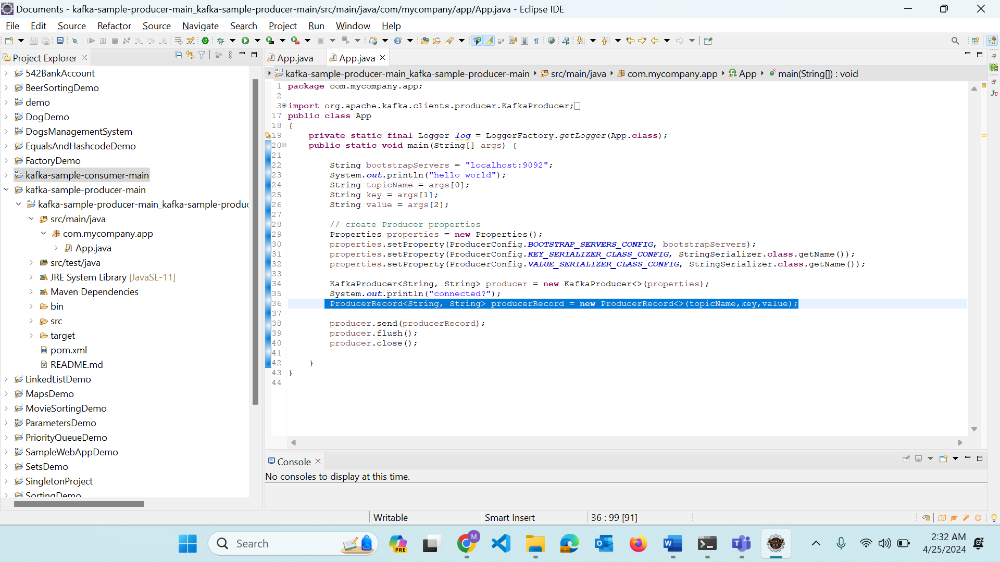 Documents - kafka-sample-producer-main_kafka-sample-producer-main/src/main/java/com/mycompany/app/App.java - Eclipse IDE
File Edit Source Refactor Source Navigate Search Project Run Window Help
Project Explorer
542BankAccount
BeerSortingDemo
demo
DogDemo
DogsManagementSystem
EqualsAndHashcodeDemo
FactoryDemo
kafka-sample-consumer-main
kafka-sample-producer-main
kafka-sample-producer-main_kafka-sample-produc
src/main/java
com.mycompany.app
App.java
src/test/java
JRE System Library [JavaSE-11]
Maven Dependencies
bin
src
target
pom.xml
README.md
LinkedListDemo
MapsDemo
MovieSortingDemo
ParametersDemo
PriorityQueueDemo
SampleWebAppDemo
SetsDemo
SingletonProject
SortingDemo
App.java App.java
kafka-sample-producer-main_kafka-sample-producer-main src/main/java com.mycompany.app App main(String[]) : void
1 package com.mycompany.app;
2
3 import org.apache.kafka.clients.producer.KafkaProducer;
17 public class App
18 {
19 private static final Logger log = LoggerFactory.getLogger(App.class);
20 public static void main(String[] args) {
21
22 String bootstrapServers = "localhost:9092";
23 System.out.println("hello world");
24 String topicName = args[0];
25 String key = args[1];
26 String value = args[2];
27
28 // create Producer properties
29 Properties properties = new Properties();
30 properties.setProperty(ProducerConfig.BOOTSTRAP_SERVERS_CONFIG, bootstrapServers);
31 properties.setProperty(ProducerConfig.KEY_SERIALIZER_CLASS_CONFIG, StringSerializer.class.getName());
32 properties.setProperty(ProducerConfig.VALUE_SERIALIZER_CLASS_CONFIG, StringSerializer.class.getName());
33
34 KafkaProducer<String, String> producer = new KafkaProducer<>(properties);
35 System.out.println("connected?");
36 ProducerRecord<String, String> producerRecord = new ProducerRecord<>(topicName,key,value);
37
38 producer.send(producerRecord);
39 producer.flush();
40 producer.close();
41
42 }
43 }
44
Console
No consoles to display at this time.
Writable Smart Insert 36 : 99 [91]
Search
PRE
M
2:32 AM
4/25/2024